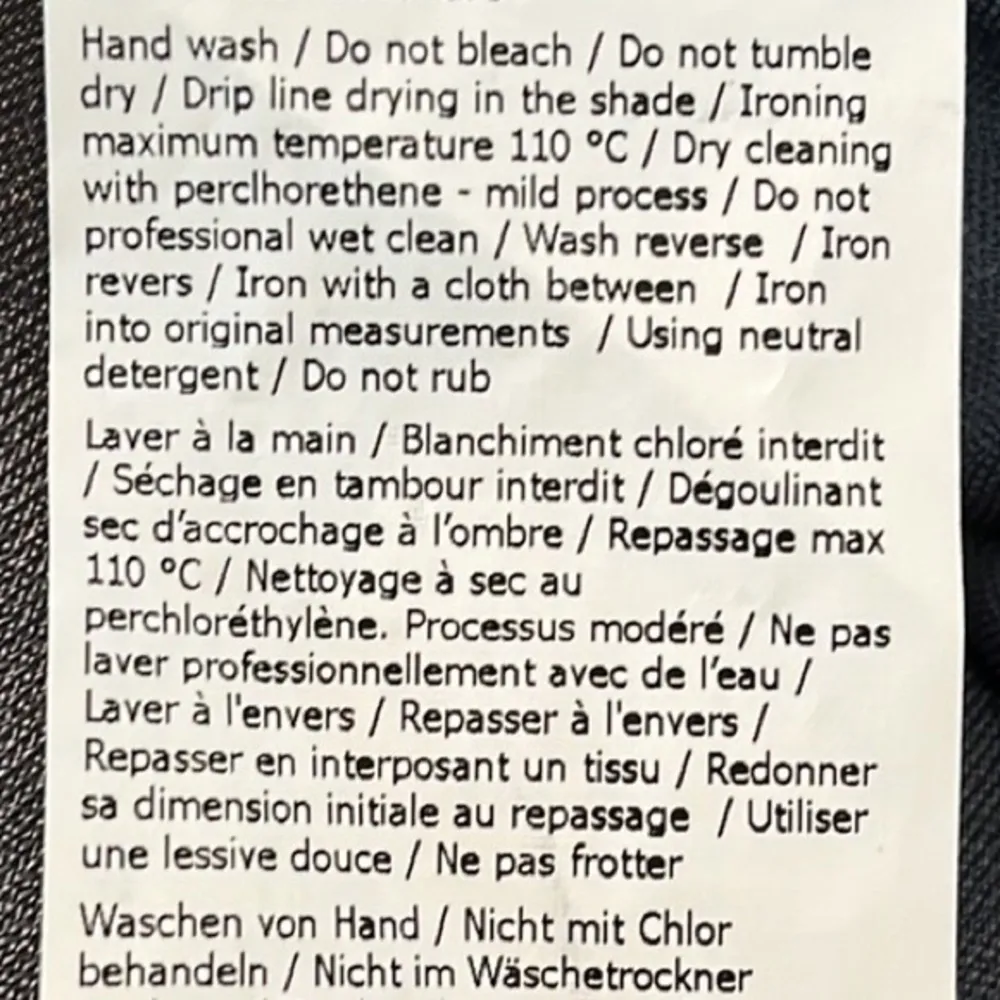 Hand wash / Do not bleach / Do not tumble
dry / Drip line drying in the shade / Ironing
maximum temperature 110 °C / Dry cleaning
with perclhorethene - mild process / Do not
professional wet clean / Wash reverse / Iron
revers / Iron with a cloth between / Iron
into original measurements / Using neutral
detergent / Do not rub
Laver à la main / Blanchiment chloré interdit
/ Séchage en tambour interdit / Dégoulinant
sec d’accrochage à l’ombre / Repassage max
110 °C / Nettoyage à sec au
perchloréthylène. Processus modéré / Ne pas
laver professionnellement avec de l’eau /
Laver à l'envers / Repasser à l'envers /
Repasser en interposant un tissu / Redonner
sa dimension initiale au repassage / Utiliser
une lessive douce / Ne pas frotter
Waschen von Hand / Nicht mit Chlor
behandeln / Nicht im Wäschetrockner